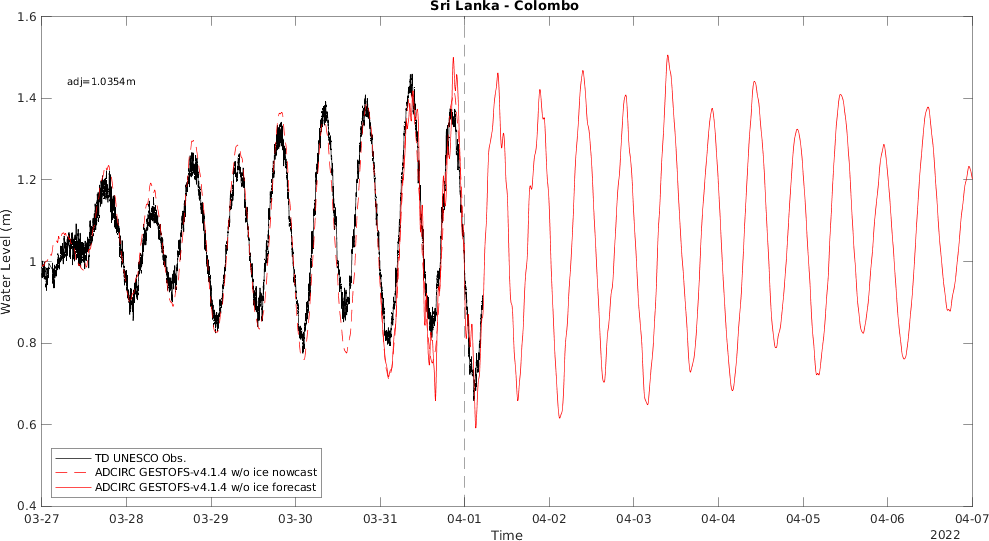 Sri Lanka - Colombo
1.6
adj=1.0354m
1.4
1.2
1
0.8
0.6
0.4
Water Level (m)
TD UNESCO Obs.
ADCIRC GESTOFS-v4.1.4 w/o ice nowcast
ADCIRC GESTOFS-v4.1.4 w/o ice forecast
03-27 03-28 03-29 03-30 03-31 04-01 04-02 04-03 04-04 04-05 04-06 04-07
Time
2022